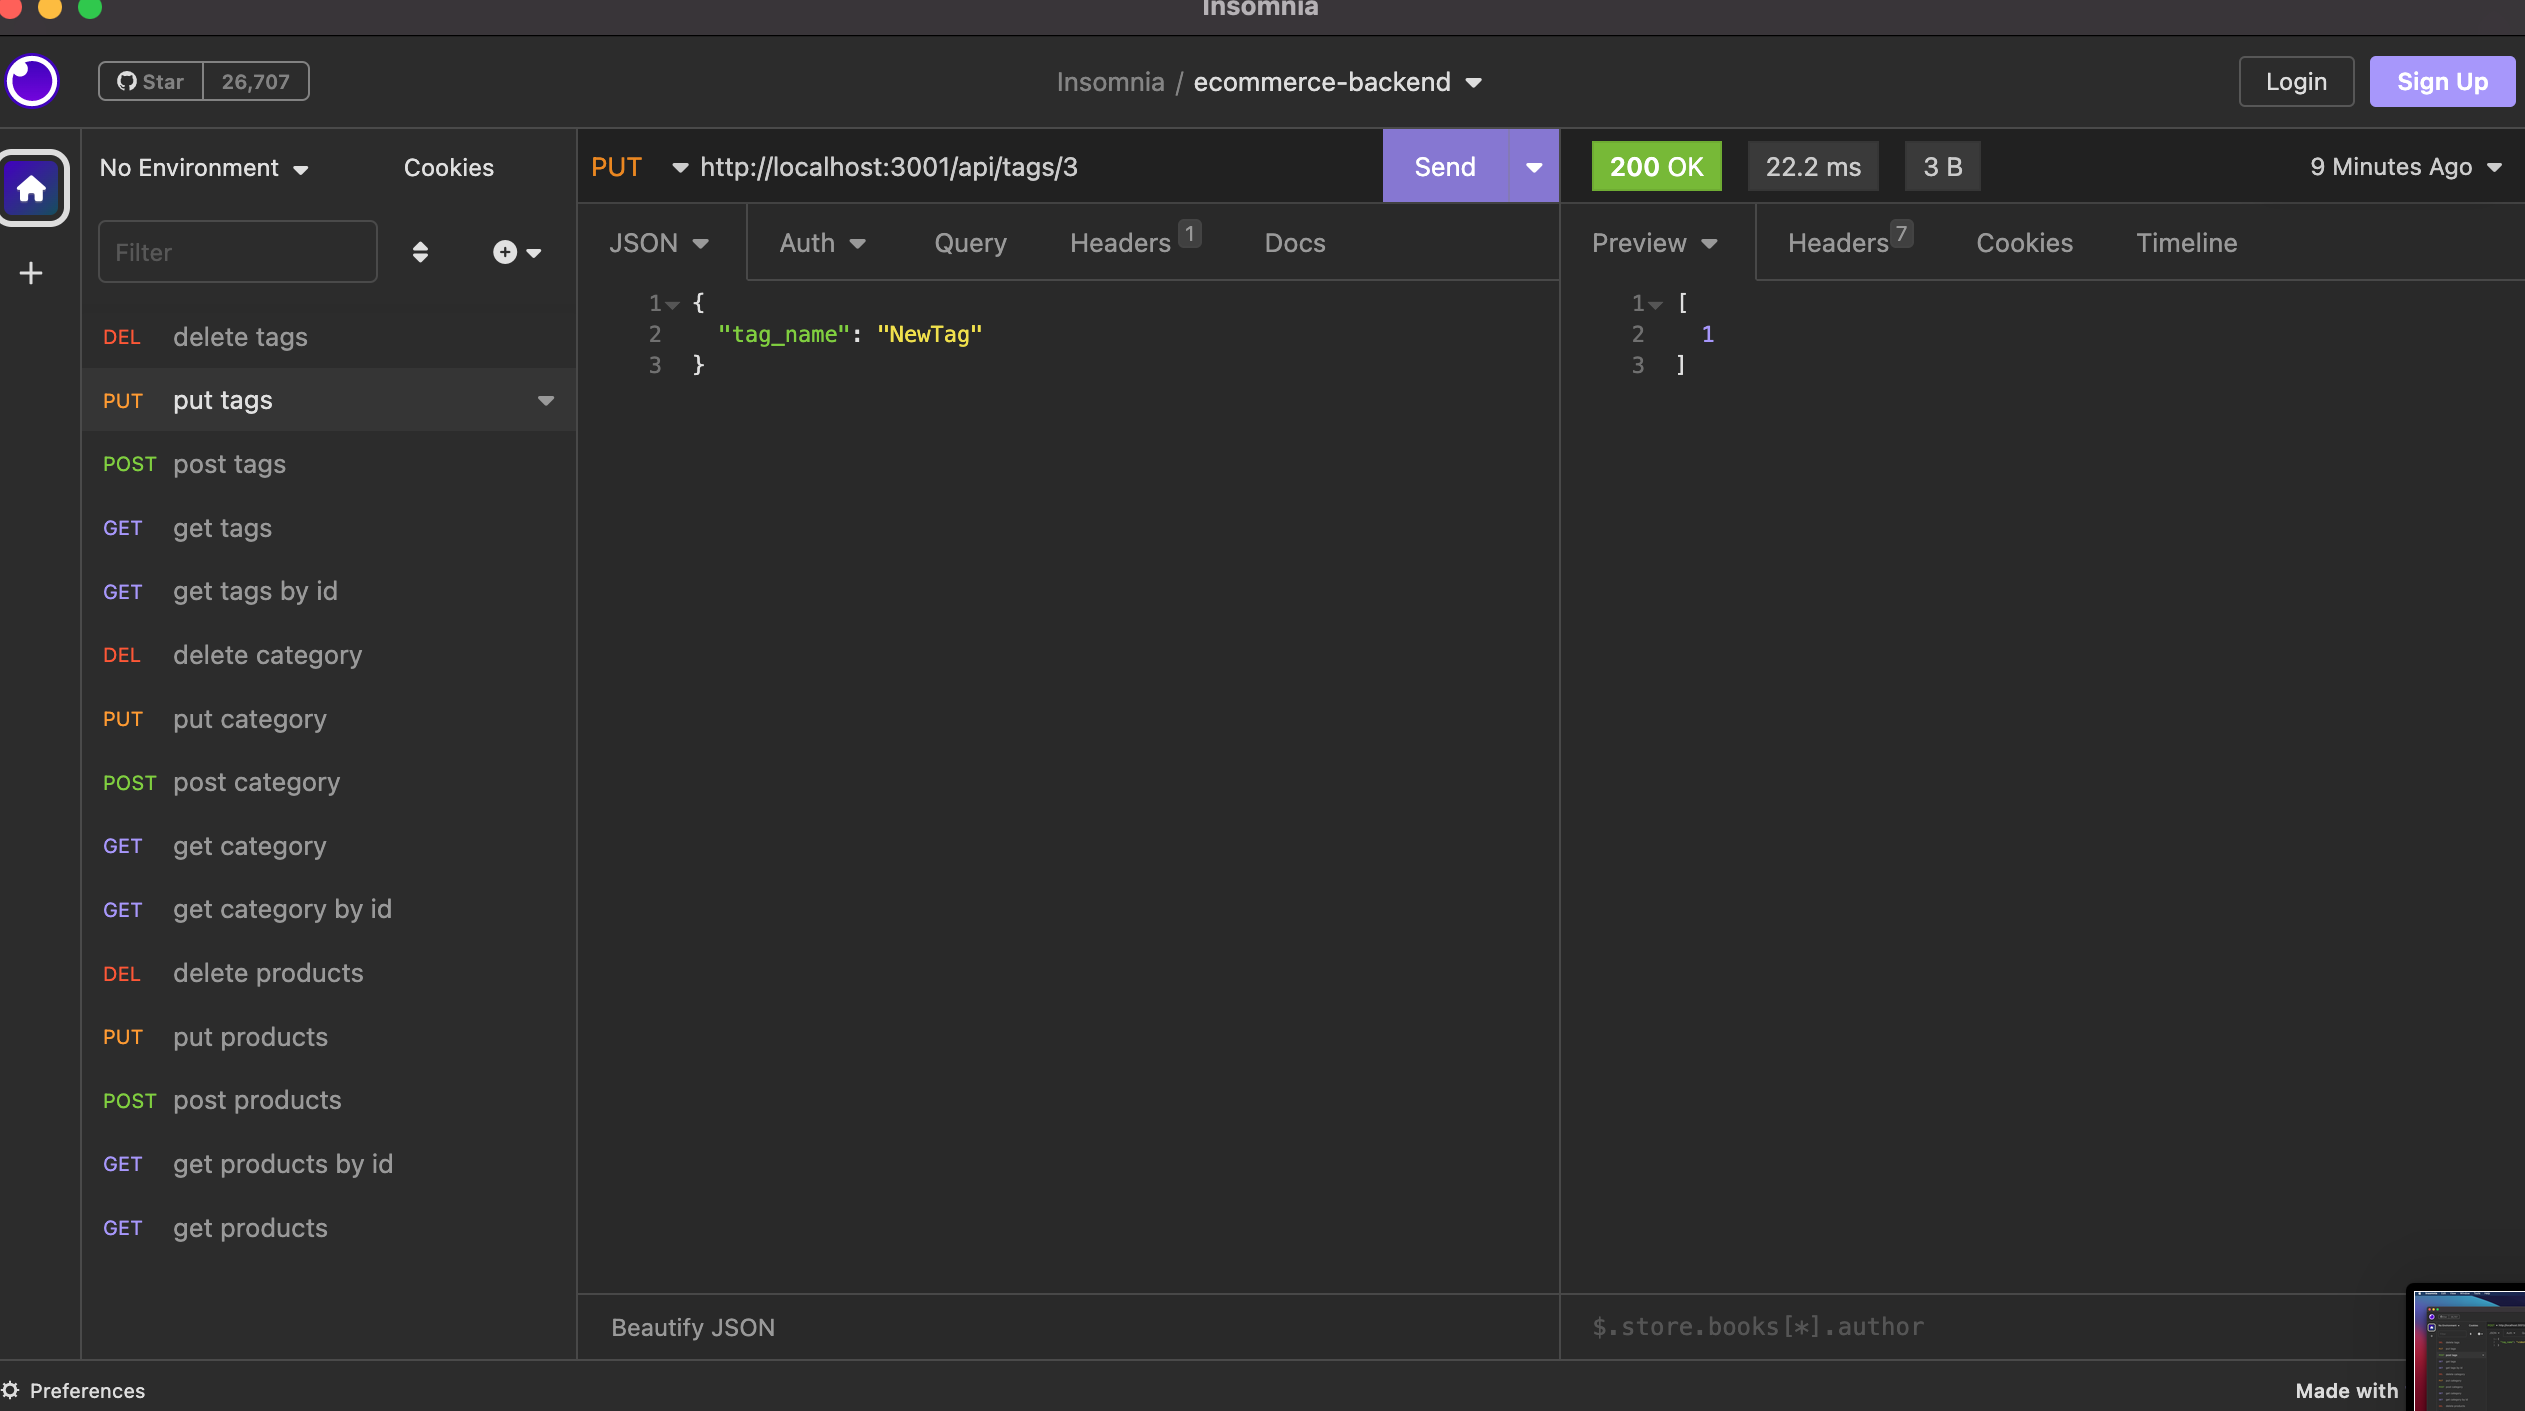 Insomnia
Star 26,707
Insomnia / ecommerce-backend
Login Sign Up
No Environment Cookies
Filter
DEL delete tags
PUT put tags
POST post tags
GET get tags
GET get tags by id
DEL delete category
PUT put category
POST post category
GET get category
GET get category by id
DEL delete products
PUT put products
POST post products
GET get products by id
GET get products
PUT http://localhost:3001/api/tags/3 Send
JSON Auth Query Headers 1 Docs
1 {
2 "tag_name": "NewTag"
3 }
Beautify JSON
200 OK 22.2 ms 3 B 9 Minutes Ago
Preview Headers 7 Cookies Timeline
1 [
2 1
3 ]
$.store.books[*].author
Preferences
Made with